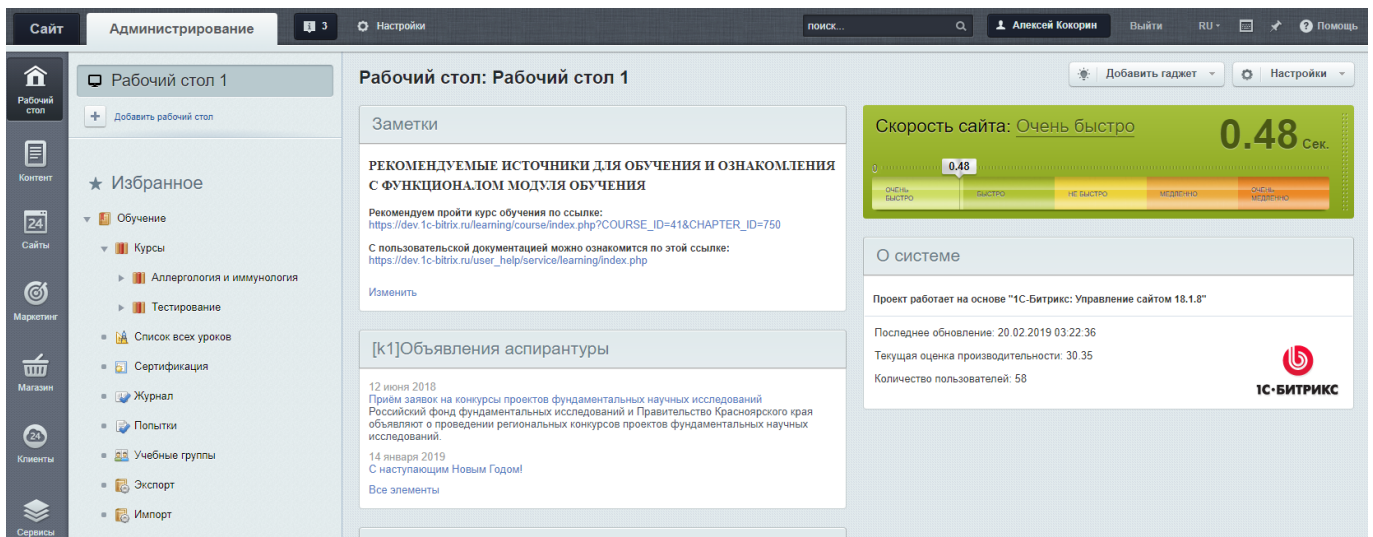 Сайт
Администрирование
3
Настройки
поиск...
Алексей Кокорин
Выйти
RU
Помощь
Рабочий стол
Контент
24
Сайты
Маркетинг
Магазин
24
Клиенты
Сервисы
Рабочий стол 1
Добавить рабочий стол
Избранное
Обучение
Курсы
Аллергология и иммунология
Тестирование
Список всех уроков
Сертификация
Журнал
Попытки
Учебные группы
Экспорт
Импорт
Рабочий стол: Рабочий стол 1
Добавить гаджет
Настройки
Заметки
РЕКОМЕНДУЕМЫЕ ИСТОЧНИКИ ДЛЯ ОБУЧЕНИЯ И ОЗНАКОМЛЕНИЯ
С ФУНКЦИОНАЛОМ МОДУЛЯ ОБУЧЕНИЯ
Рекомендуем пройти курс обучения по ссылке:
https://dev.1c-bitrix.ru/learning/course/index.php?COURSE_ID=41&CHAPTER_ID=750
С пользовательской документацией можно ознакомится по этой ссылке:
https://dev.1c-bitrix.ru/user_help/service/learning/index.php
Изменить
[k1]Объявления аспирантуры
12 июня 2018
Приём заявок на конкурсы проектов фундаментальных научных исследований
Российский фонд фундаментальных исследований и Правительство Красноярского края
объявляют о проведении региональных конкурсов проектов фундаментальных научных
исследований.
14 января 2019
С наступающим Новым Годом!
Все элементы
Скорость сайта: Очень быстро
0.48 Сек.
0
0.48
ОЧЕНЬ БЫСТРО
БЫСТРО
НЕ БЫСТРО
МЕДЛЕННО
ОЧЕНЬ МЕДЛЕННО
О системе
Проект работает на основе "1С-Битрикс: Управление сайтом 18.1.8"
Последнее обновление: 20.02.2019 03:22:36
Текущая оценка производительности: 30.35
Количество пользователей: 58
1С-БИТРИКС